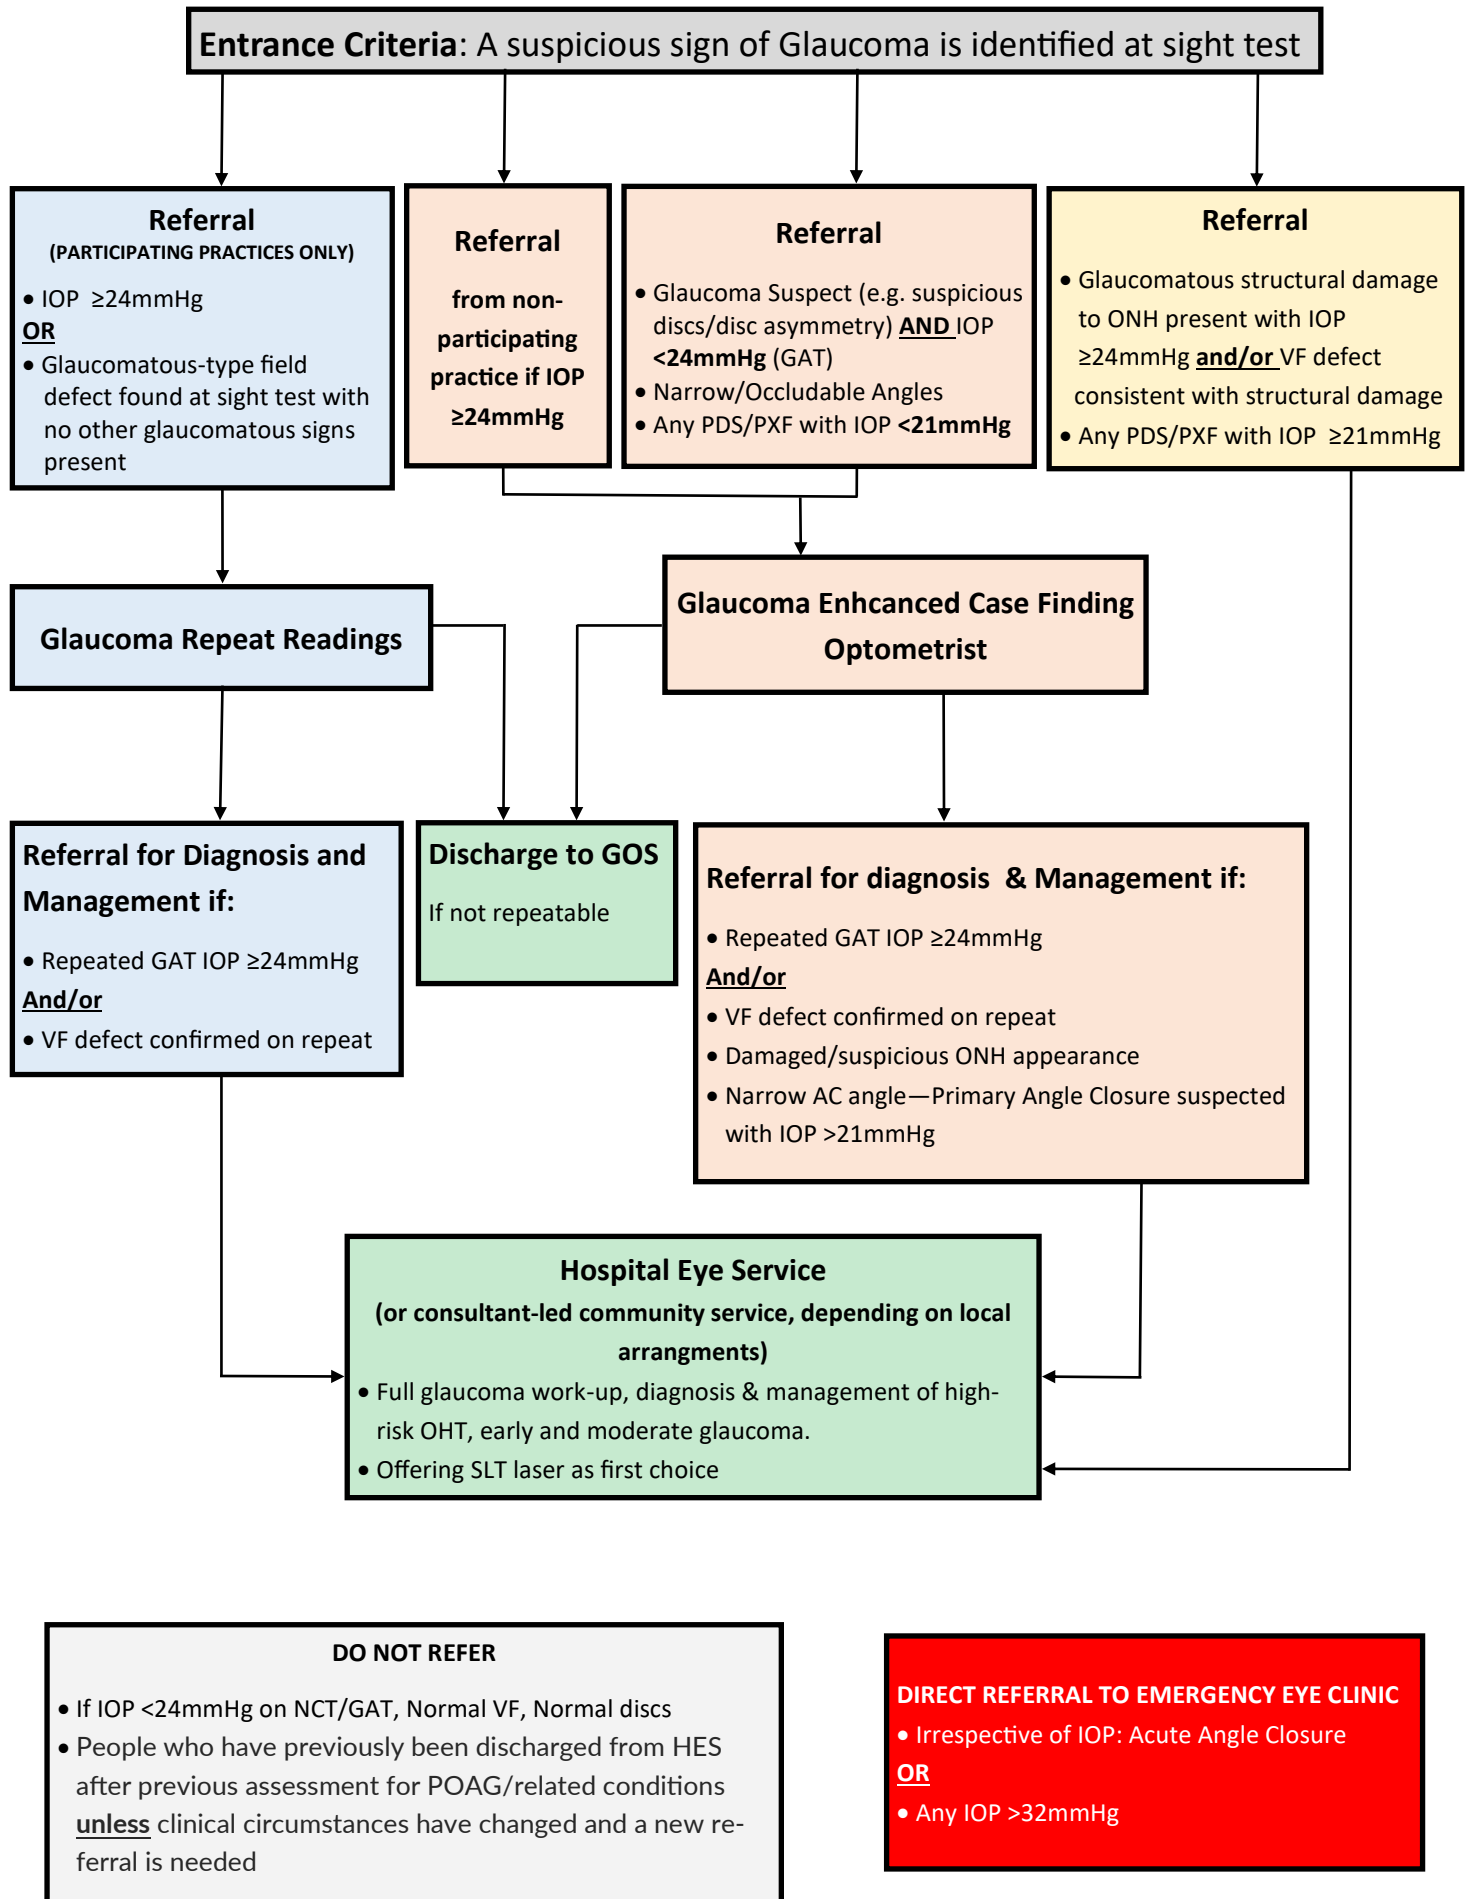 Entrance Criteria: A suspicious sign of Glaucoma is identified at sight test
Referral
(PARTICIPATING PRACTICES ONLY)
• IOP ≥24mmHg
OR
• Glaucomatous-type field
defect found at sight test with
no other glaucomatous signs
present
Referral
from non-
participating
practice if IOP
≥24mmHg
Referral
• Glaucoma Suspect (e.g. suspicious
discs/disc asymmetry) AND IOP
<24mmHg (GAT)
• Narrow/Occludable Angles
• Any PDS/PXF with IOP <21mmHg
Referral
• Glaucomatous structural damage
to ONH present with IOP
≥24mmHg and/or VF defect
consistent with structural damage
• Any PDS/PXF with IOP ≥21mmHg
Glaucoma Repeat Readings
Glaucoma Enhcanced Case Finding
Optometrist
Referral for Diagnosis and
Management if:
• Repeated GAT IOP ≥24mmHg
And/or
• VF defect confirmed on repeat
Discharge to GOS
If not repeatable
Referral for diagnosis & Management if:
• Repeated GAT IOP ≥24mmHg
And/or
• VF defect confirmed on repeat
• Damaged/suspicious ONH appearance
• Narrow AC angle—Primary Angle Closure suspected
with IOP >21mmHg
Hospital Eye Service
(or consultant-led community service, depending on local
arrangments)
• Full glaucoma work-up, diagnosis & management of high-
risk OHT, early and moderate glaucoma.
• Offering SLT laser as first choice
DO NOT REFER
• If IOP <24mmHg on NCT/GAT, Normal VF, Normal discs
• People who have previously been discharged from HES
after previous assessment for POAG/related conditions
unless clinical circumstances have changed and a new re-
ferral is needed
DIRECT REFERRAL TO EMERGENCY EYE CLINIC
• Irrespective of IOP: Acute Angle Closure
OR
• Any IOP >32mmHg